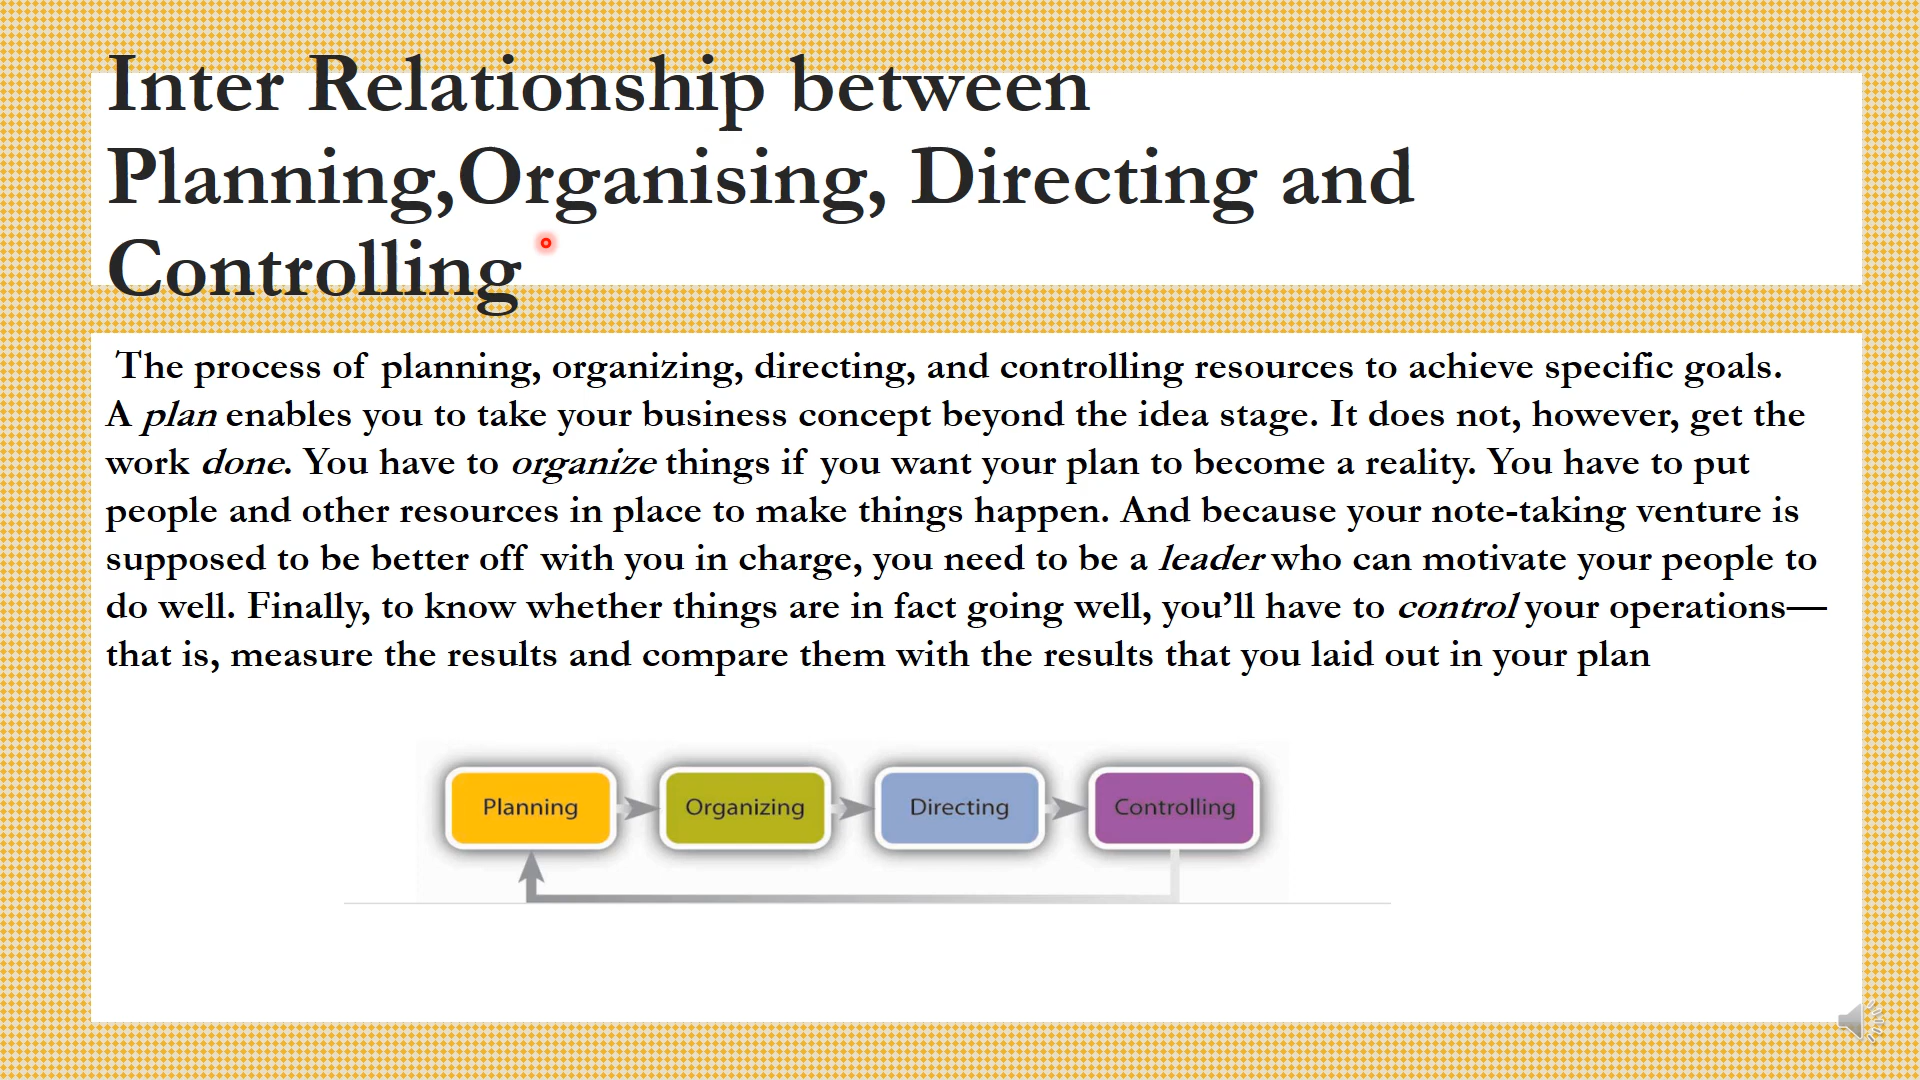 Inter Relationship between
Planning,Organising, Directing and
Controlling
The process of planning, organizing, directing, and controlling resources to achieve specific goals.
A plan enables you to take your business concept beyond the idea stage. It does not, however, get the
work done. You have to organize things if you want your plan to become a reality. You have to put
people and other resources in place to make things happen. And because your note-taking venture is
supposed to be better off with you in charge, you need to be a leader who can motivate your people to
do well. Finally, to know whether things are in fact going well, you’ll have to control your operations—
that is, measure the results and compare them with the results that you laid out in your plan
Planning
Organizing
Directing
Controlling